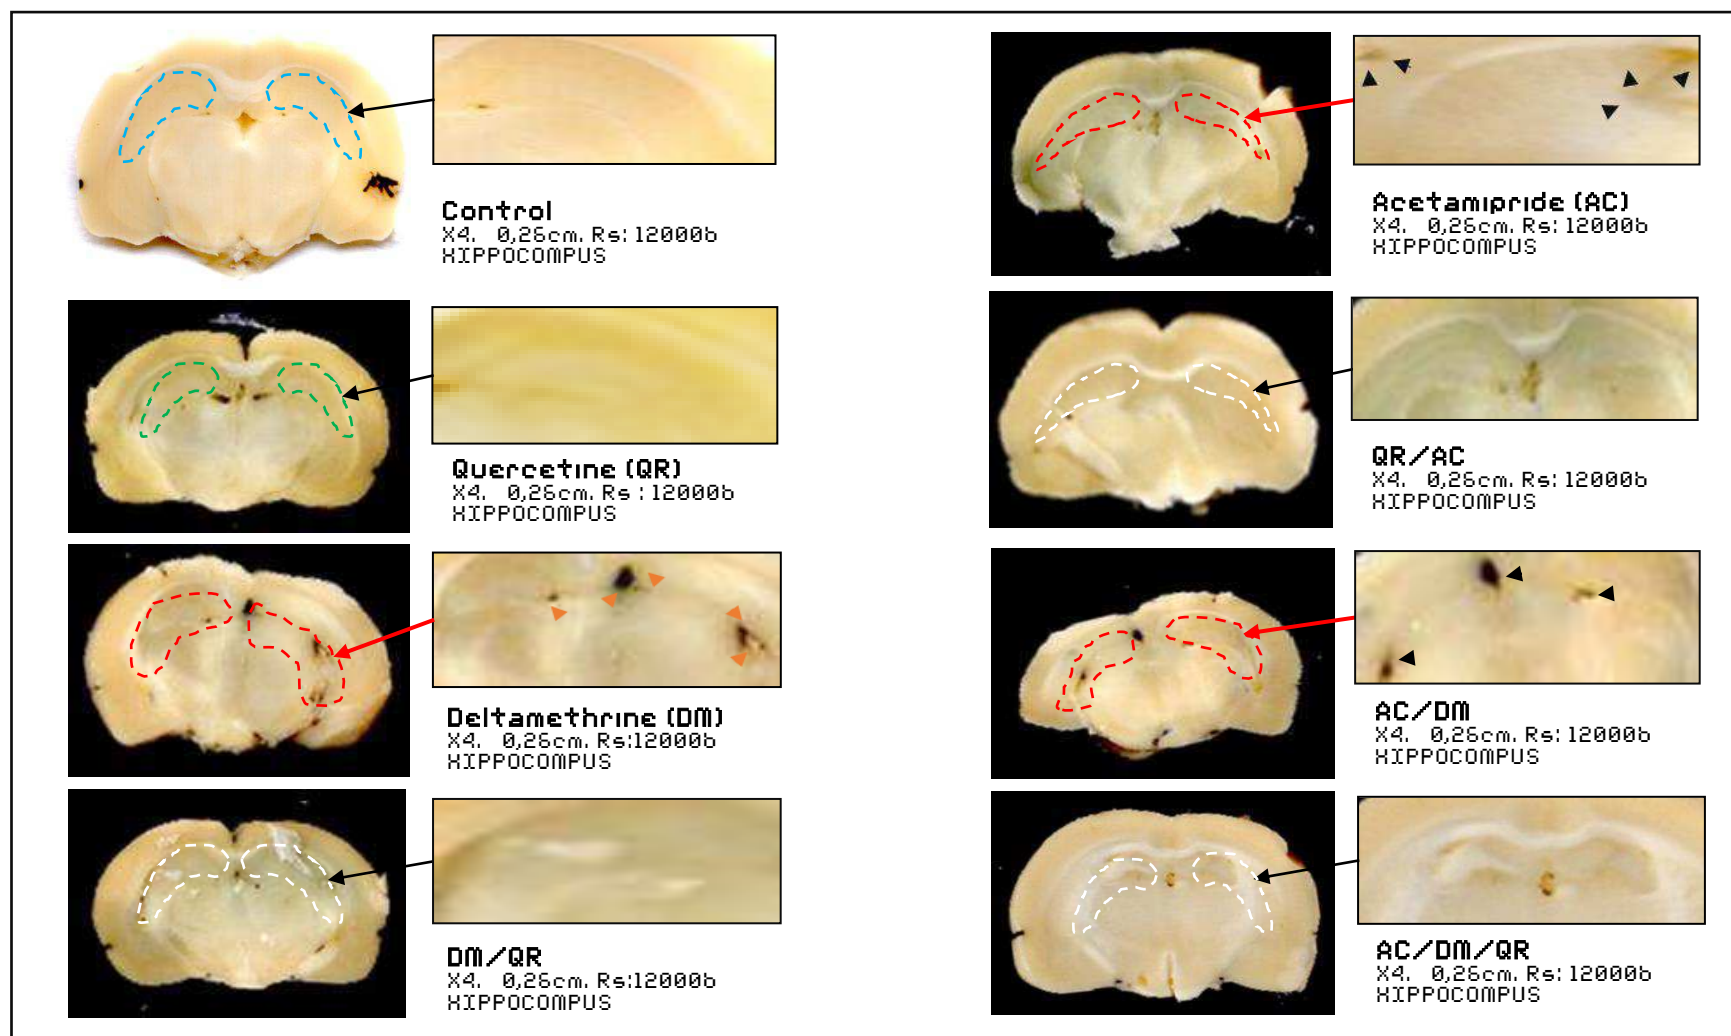 Control
X4. 0,26cm. Rs: 12000b
HIPPOCOMPUS
Quercetine (QR)
X4. 0,26cm. Rs : 12000b
HIPPOCOMPUS
Deltamethrine (DM)
X4. 0,26cm. Rs:12000b
HIPPOCOMPUS
DM/QR
X4. 0,26cm. Rs:12000b
HIPPOCOMPUS
Acetamipride (AC)
X4. 0,26cm. Rs: 12000b
HIPPOCOMPUS
QR/AC
X4. 0,26cm. Rs: 12000b
HIPPOCOMPUS
AC/DM
X4. 0,26cm. Rs: 12000b
HIPPOCOMPUS
AC/DM/QR
X4. 0,26cm. Rs: 12000b
HIPPOCOMPUS